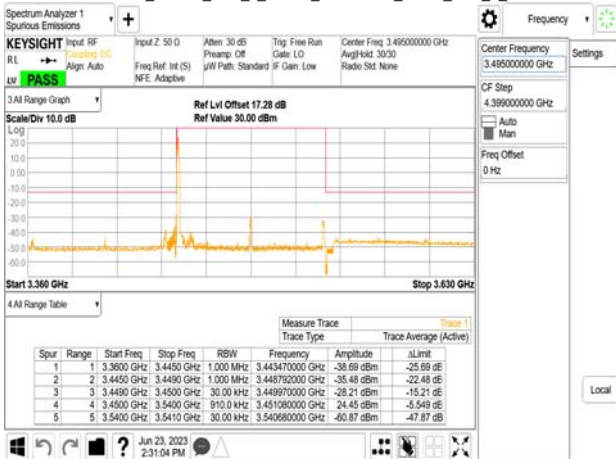 Spectrum Analyzer 1
Spurious Emissions
+
Frequency
KEYSIGHT
RL
LV PASS
Input: RF
Coupling: DC
Align: Auto
Input Z: 50 Ω
Freq Ref: Int (S)
NFE: Adaptive
Atten: 30 dB
Preamp: Off
µW Path: Standard
Trig: Free Run
Gate: LO
IF Gain: Low
Center Freq: 3.495000000 GHz
Avg|Hold: 30/30
Radio Std: None
Center Frequency
3.495000000 GHz
Settings
CF Step
4.399000000 GHz
Auto
Man
Freq Offset
0 Hz
Local
3 All Range Graph
Scale/Div 10.0 dB
Ref Lvl Offset 17.28 dB
Ref Value 30.00 dBm
Log
20.0
10.0
0.00
-10.0
-20.0
-30.0
-40.0
-50.0
-60.0
Start 3.360 GHz
Stop 3.630 GHz
4 All Range Table
Measure Trace Trace 1
Trace Type Trace Average (Active)
Spur Range Start Freq Stop Freq RBW Frequency Amplitude ΔLimit
1 1 3.3600 GHz 3.4450 GHz 1.000 MHz 3.443470000 GHz -38.69 dBm -25.69 dB
2 2 3.4450 GHz 3.4490 GHz 1.000 MHz 3.448792000 GHz -35.48 dBm -22.48 dB
3 3 3.4490 GHz 3.4500 GHz 30.00 kHz 3.449970000 GHz -28.21 dBm -15.21 dB
4 4 3.4500 GHz 3.5400 GHz 910.0 kHz 3.451080000 GHz 24.45 dBm -5.549 dB
5 5 3.5400 GHz 3.5410 GHz 30.00 kHz 3.540680000 GHz -60.87 dBm -47.87 dB
?
Jun 23, 2023
2:31:04 PM